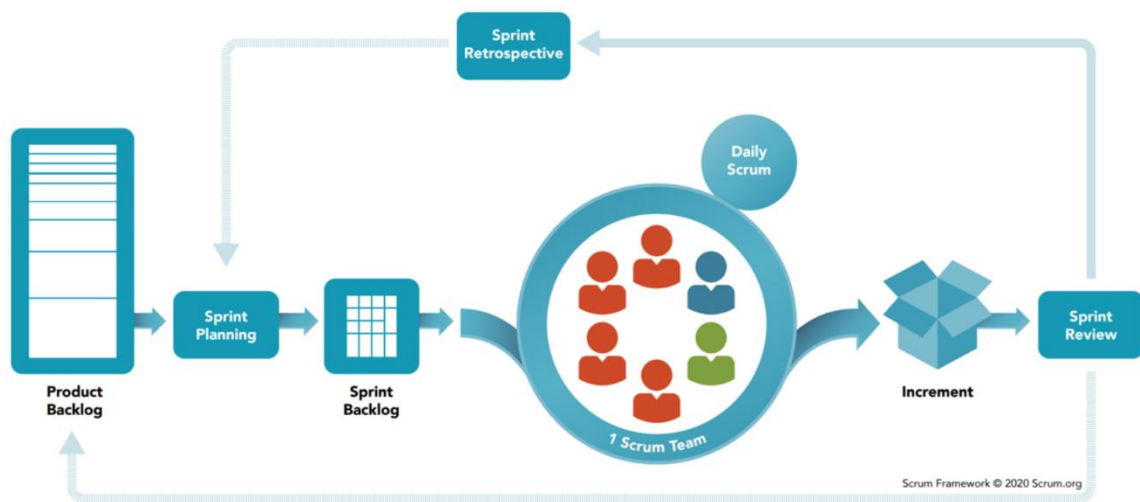 Sprint
Retrospective
Daily
Scrum
Sprint
Planning
Sprint
Review
Product
Backlog
Sprint
Backlog
1 Scrum Team
Increment
Scrum Framework © 2020 Scrum.org